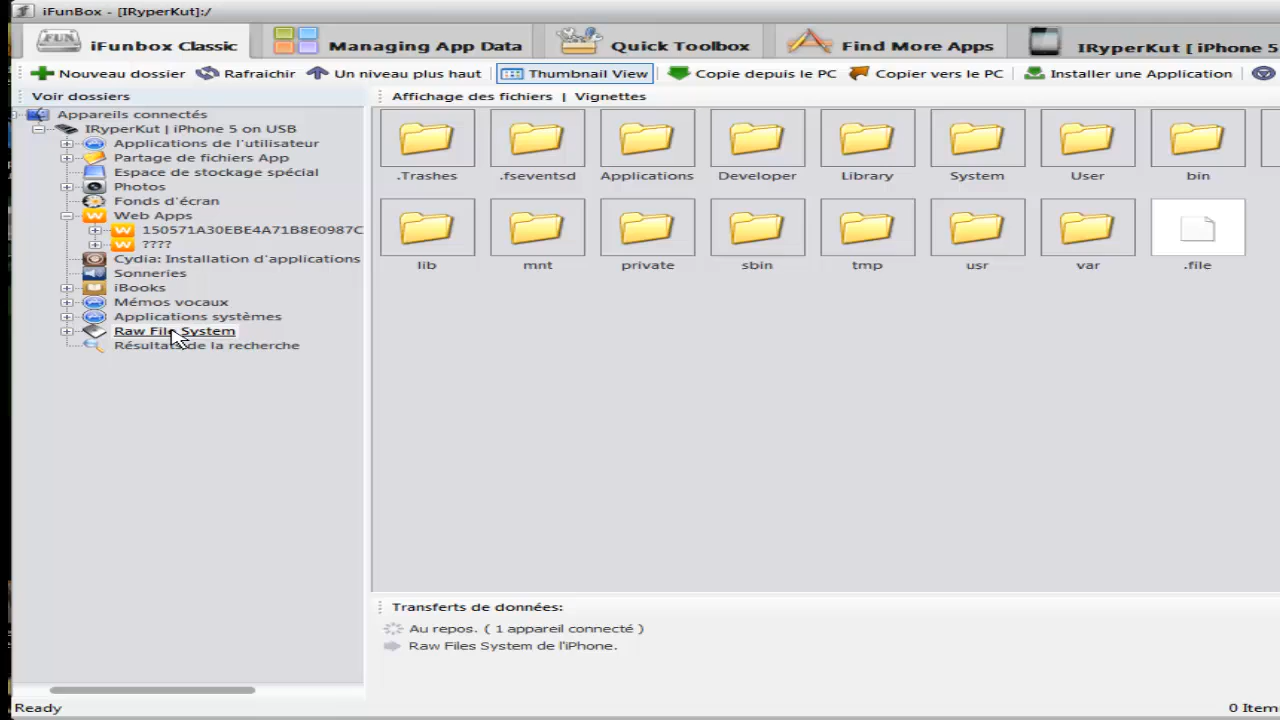 iFunBox - [IRyperKut]:/
FUN iFunbox Classic Managing App Data Quick Toolbox Find More Apps IRyperKut [ iPhone 5
Nouveau dossier Rafraichir Un niveau plus haut Thumbnail View Copie depuis le PC Copier vers le PC Installer une Application
Voir dossiers
Affichage des fichiers | Vignettes
Appareils connectés
IRyperKut | iPhone 5 on USB
Applications de l'utilisateur
Partage de fichiers App
Espace de stockage spécial
Photos
Fonds d'écran
Web Apps
150571A30EBE4A71B8E0987C
????
Cydia: Installation d'applications
Sonneries
iBooks
Mémos vocaux
Applications systèmes
Raw File System
Résultats de la recherche
.Trashes .fseventsd Applications Developer Library System User bin
lib mnt private sbin tmp usr var .file
Transferts de données:
Au repos. ( 1 appareil connecté )
Raw Files System de l'iPhone.
Ready 0 Item